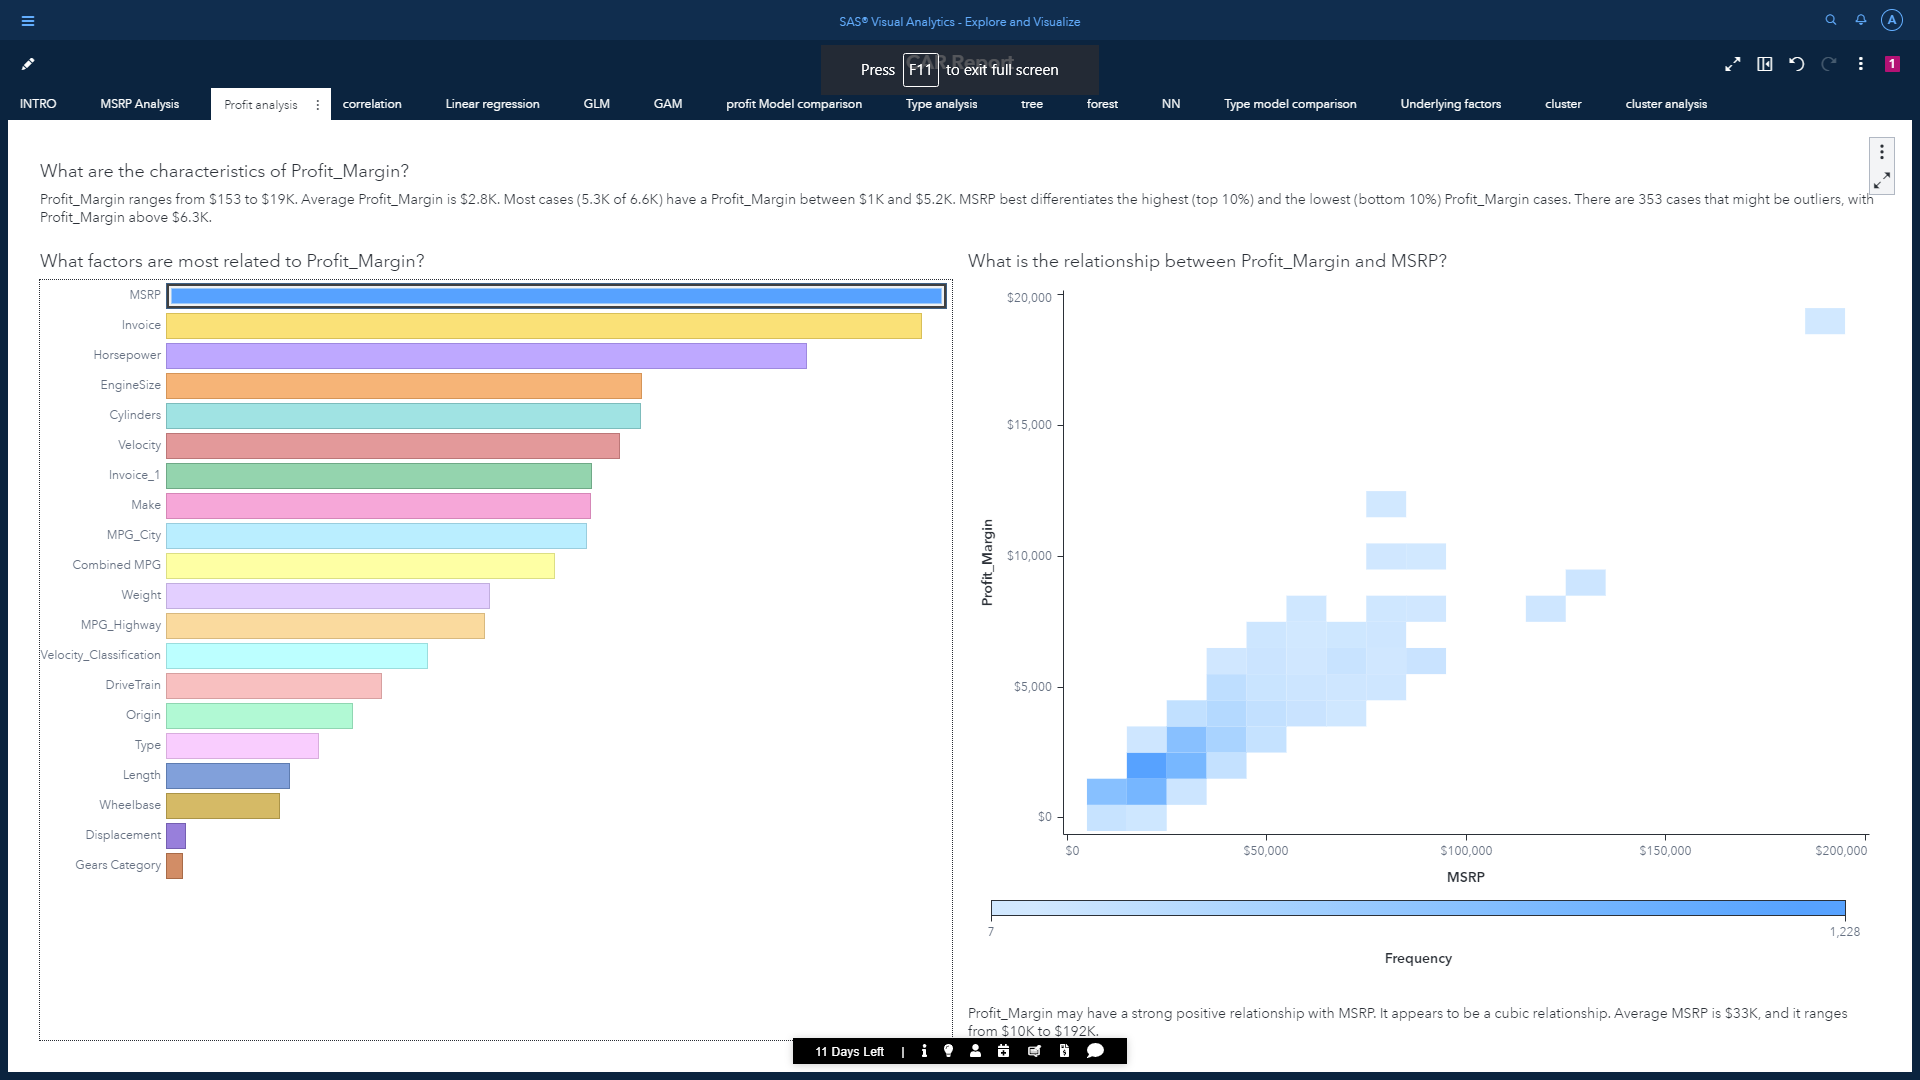 SAS® Visual Analytics - Explore and Visualize
A
CAR Report
Press F11 to exit full screen
1
INTRO
MSRP Analysis
Profit analysis
correlation
Linear regression
GLM
GAM
profit Model comparison
Type analysis
tree
forest
NN
Type model comparison
Underlying factors
cluster
cluster analysis
What are the characteristics of Profit_Margin?
Profit_Margin ranges from $153 to $19K. Average Profit_Margin is $2.8K. Most cases (5.3K of 6.6K) have a Profit_Margin between $1K and $5.2K. MSRP best differentiates the highest (top 10%) and the lowest (bottom 10%) Profit_Margin cases. There are 353 cases that might be outliers, with
Profit_Margin above $6.3K.
What factors are most related to Profit_Margin?
MSRP
Invoice
Horsepower
EngineSize
Cylinders
Velocity
Invoice_1
Make
MPG_City
Combined MPG
Weight
MPG_Highway
Velocity_Classification
DriveTrain
Origin
Type
Length
Wheelbase
Displacement
Gears Category
What is the relationship between Profit_Margin and MSRP?
$20,000
$15,000
$10,000
$5,000
$0
Profit_Margin
$0
$50,000
$100,000
$150,000
$200,000
MSRP
7
1,228
Frequency
Profit_Margin may have a strong positive relationship with MSRP. It appears to be a cubic relationship. Average MSRP is $33K, and it ranges
from $10K to $192K.
11 Days Left |